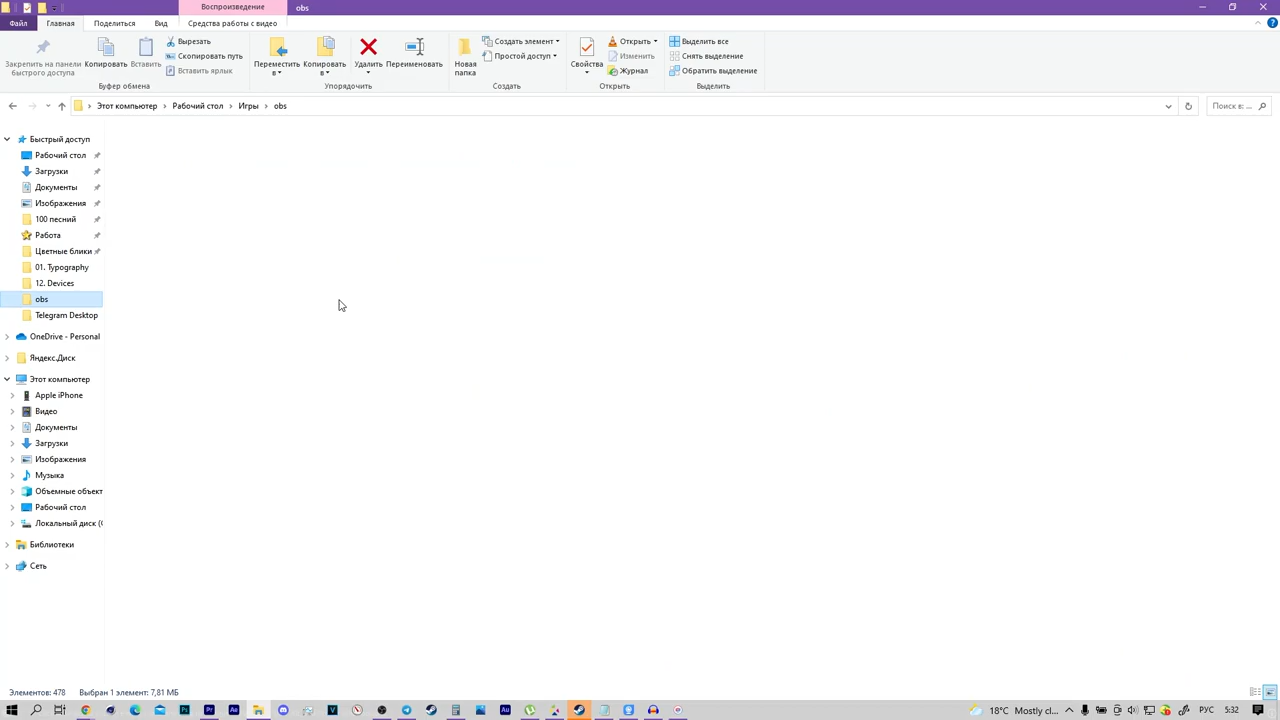 Воспроизведение
obs
Файл
Главная
Поделиться
Вид
Средства работы с видео
Закрепить на панели
быстрого доступа
Копировать
Вставить
Вырезать
Скопировать путь
Вставить ярлык
Буфер обмена
Переместить
в
Копировать
в
Удалить
Переименовать
Упорядочить
Новая
папка
Создать элемент
Простой доступ
Создать
Свойства
Открыть
Изменить
Журнал
Открыть
Выделить все
Снять выделение
Обратить выделение
Выделить
Этот компьютер
Рабочий стол
Игры
obs
Поиск в: ...
Быстрый доступ
Рабочий стол
Загрузки
Документы
Изображения
100 песний
Работа
Цветные блики
01. Typography
12. Devices
obs
Telegram Desktop
OneDrive - Personal
Яндекс.Диск
Этот компьютер
Apple iPhone
Видео
Документы
Загрузки
Изображения
Музыка
Объемные объект
Рабочий стол
Локальный диск (C
Библиотеки
Сеть
Элементов: 478
Выбран 1 элемент: 7,81 МБ
Ps
Pr
Ae
V
Au
18°C Mostly cl...
РУС
3:32